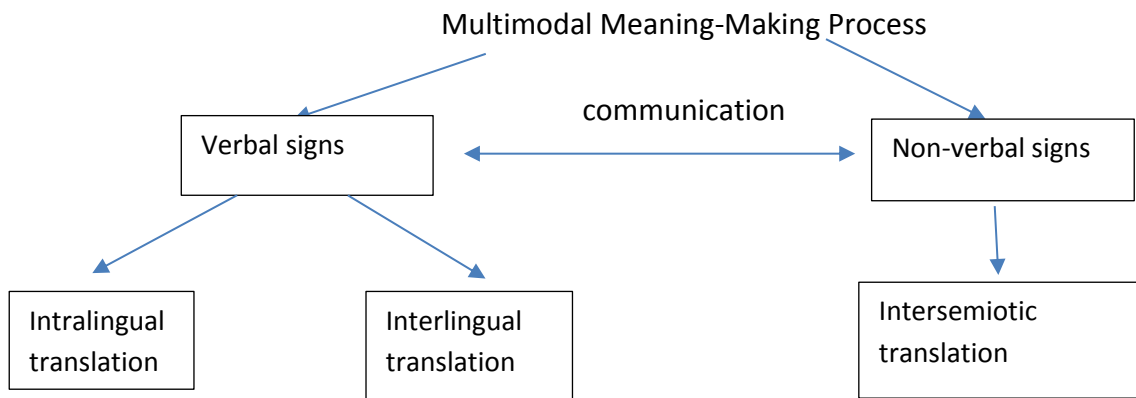 Multimodal Meaning-Making Process
communication
Verbal signs
Non-verbal signs
Intralingual
translation
Interlingual
translation
Intersemiotic
translation